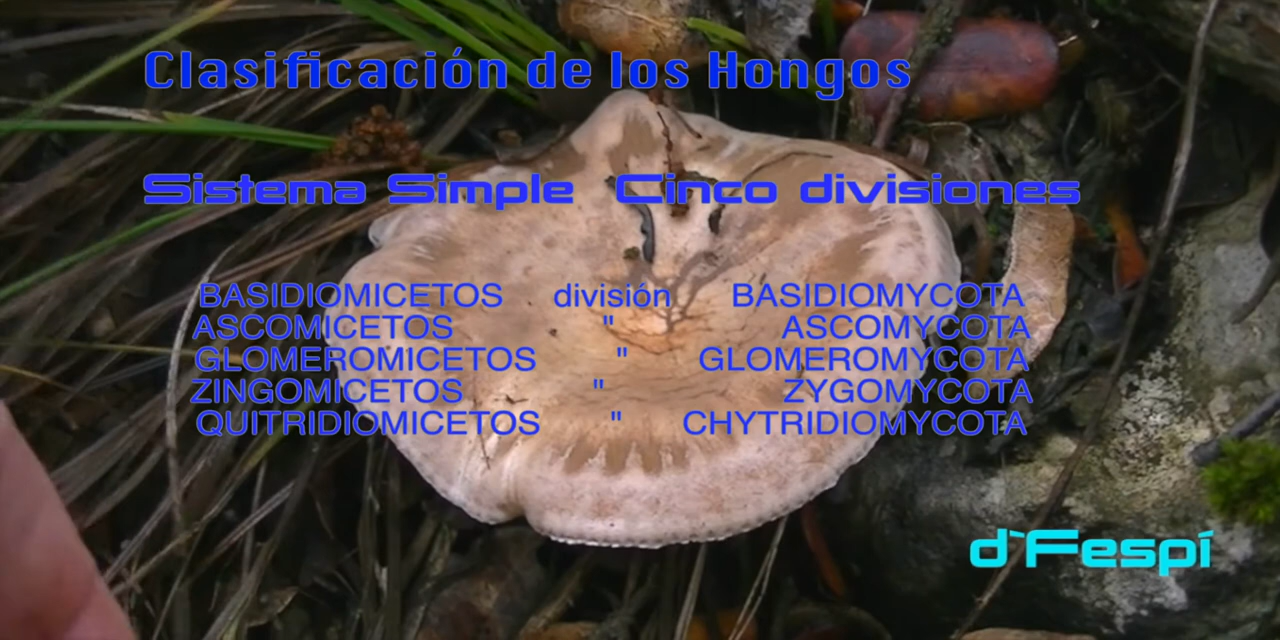 Clasificación de los Hongos
Sistema Simple Cinco divisiones
BASIDIOMICETOS división BASIDIOMYCOTA
ASCOMICETOS " ASCOMYCOTA
GLOMEROMICETOS " GLOMEROMYCOTA
ZINGOMICETOS " ZYGOMYCOTA
QUITRIDIOMICETOS " CHYTRIDIOMYCOTA
d`Fespí